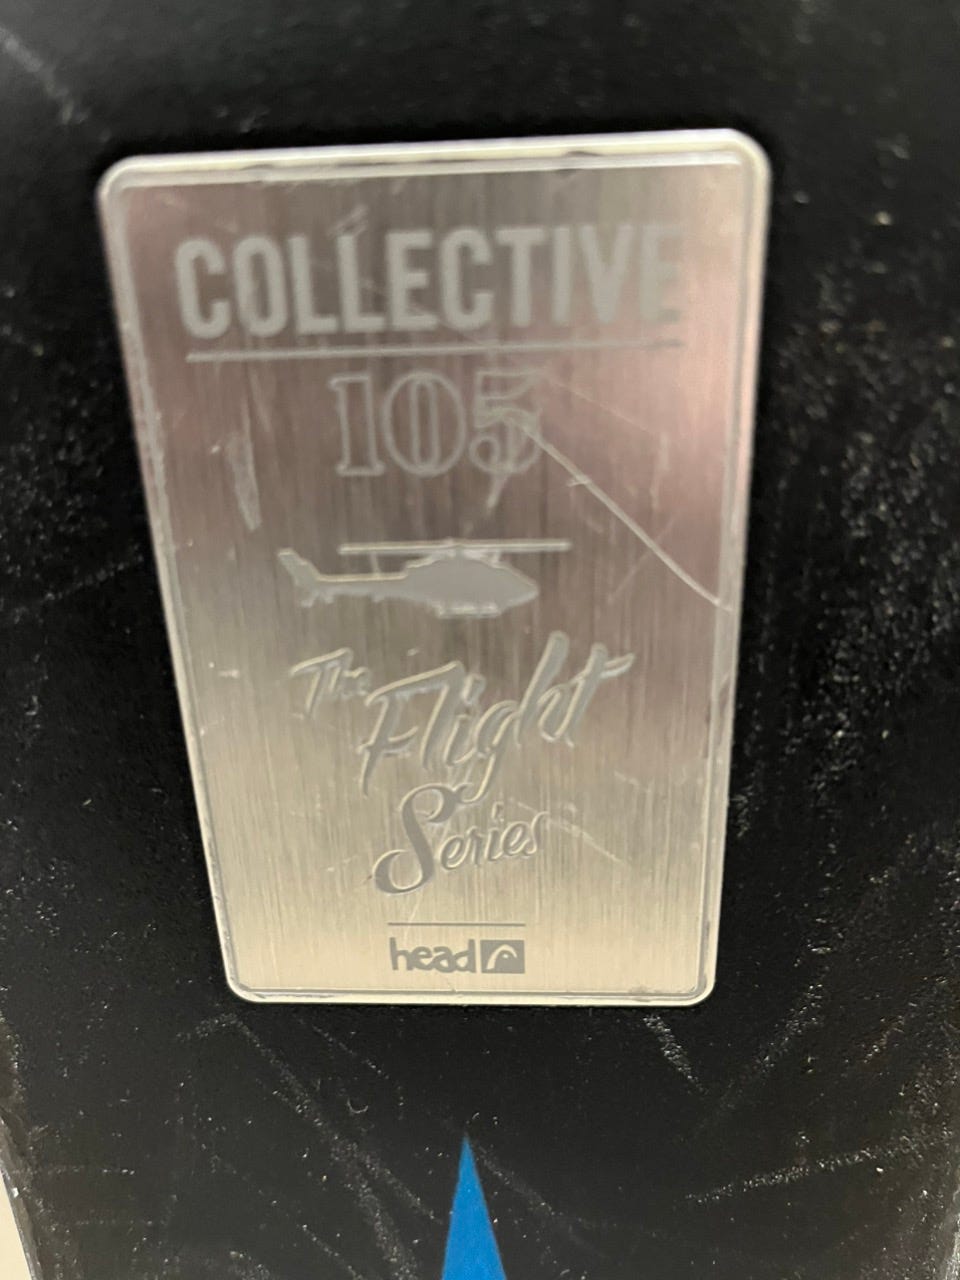 COLLECTIVE
105
The
Flight
Series
head